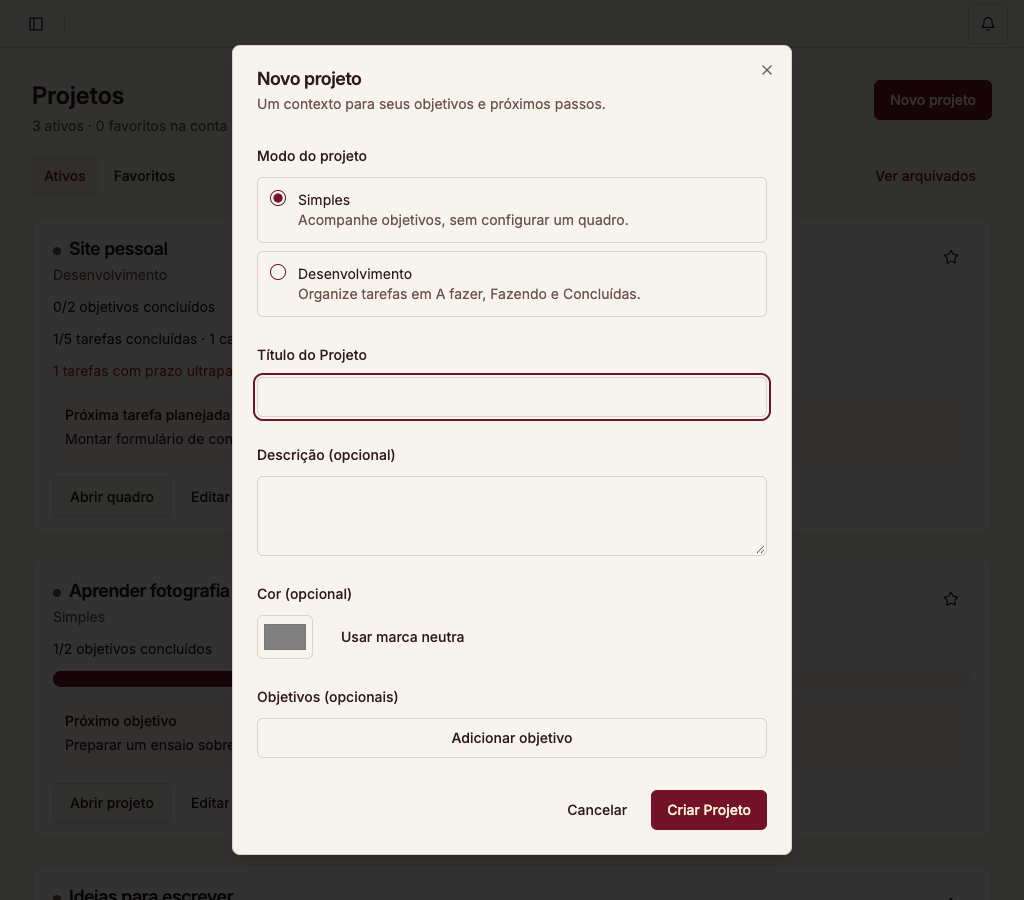 Projetos
Novo projeto
3 ativos · 0 favoritos na conta
Ativos
Favoritos
Ver arquivados
Site pessoal
Desenvolvimento
0/2 objetivos concluídos
1/5 tarefas concluídas · 1
1 tarefas com prazo
Próxima tarefa planejada
Montar formulário de
Abrir quadro
Editar
Aprender fotografia
Simples
1/2 objetivos concluídos
Próximo objetivo
Preparar um ensaio sobre
Abrir projeto
Editar
Ideias para escrever
Novo projeto
Um contexto para seus objetivos e próximos passos.
Modo do projeto
Simples
Acompanhe objetivos, sem configurar um quadro.
Desenvolvimento
Organize tarefas em A fazer, Fazendo e Concluídas.
Título do Projeto
Descrição (opcional)
Cor (opcional)
Usar marca neutra
Objetivos (opcionais)
Adicionar objetivo
Cancelar
Criar Projeto